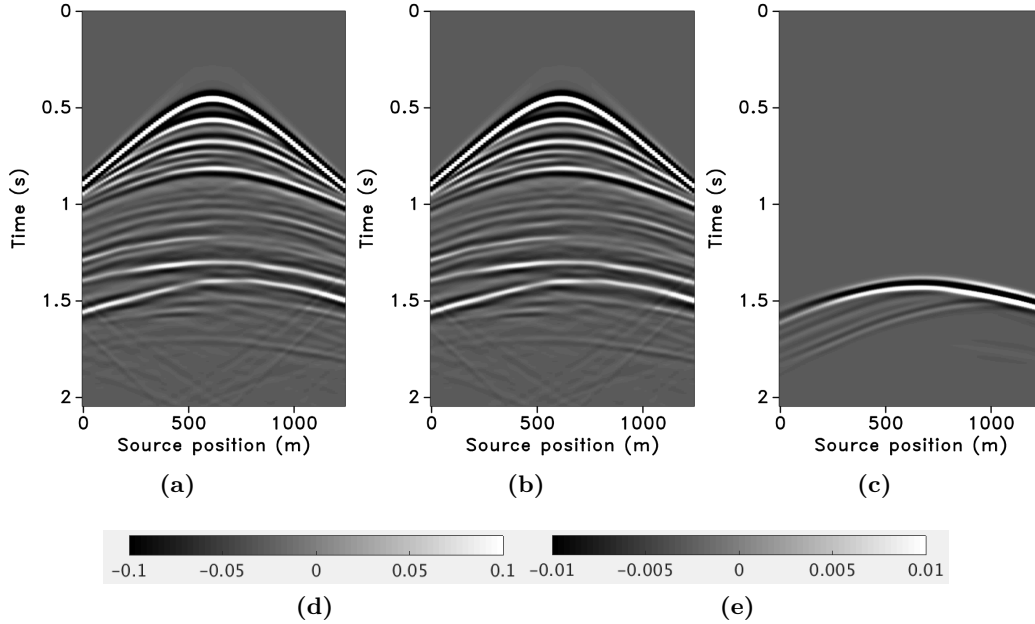 0 0 0
0.5 0.5 0.5
1 1 1
1.5 1.5 1.5
2 2 2
Time (s) Time (s) Time (s)
0 500 1000 0 500 1000 0 500 1000
Source position (m) Source position (m) Source position (m)
(a) (b) (c)
-0.1 -0.05 0 0.05 0.1 -0.01 -0.005 0 0.005 0.01
(d) (e)